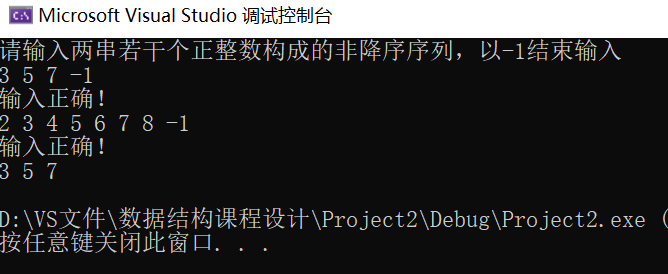 Microsoft Visual Studio 调试控制台
请输入两串若干个正整数构成的非降序序列，以-1结束输入
3 5 7 -1
输入正确！
2 3 4 5 6 7 8 -1
输入正确！
3 5 7
D:\VS文件\数据结构课程设计\Project2\Debug\Project2.exe (
按任意键关闭此窗口. . .